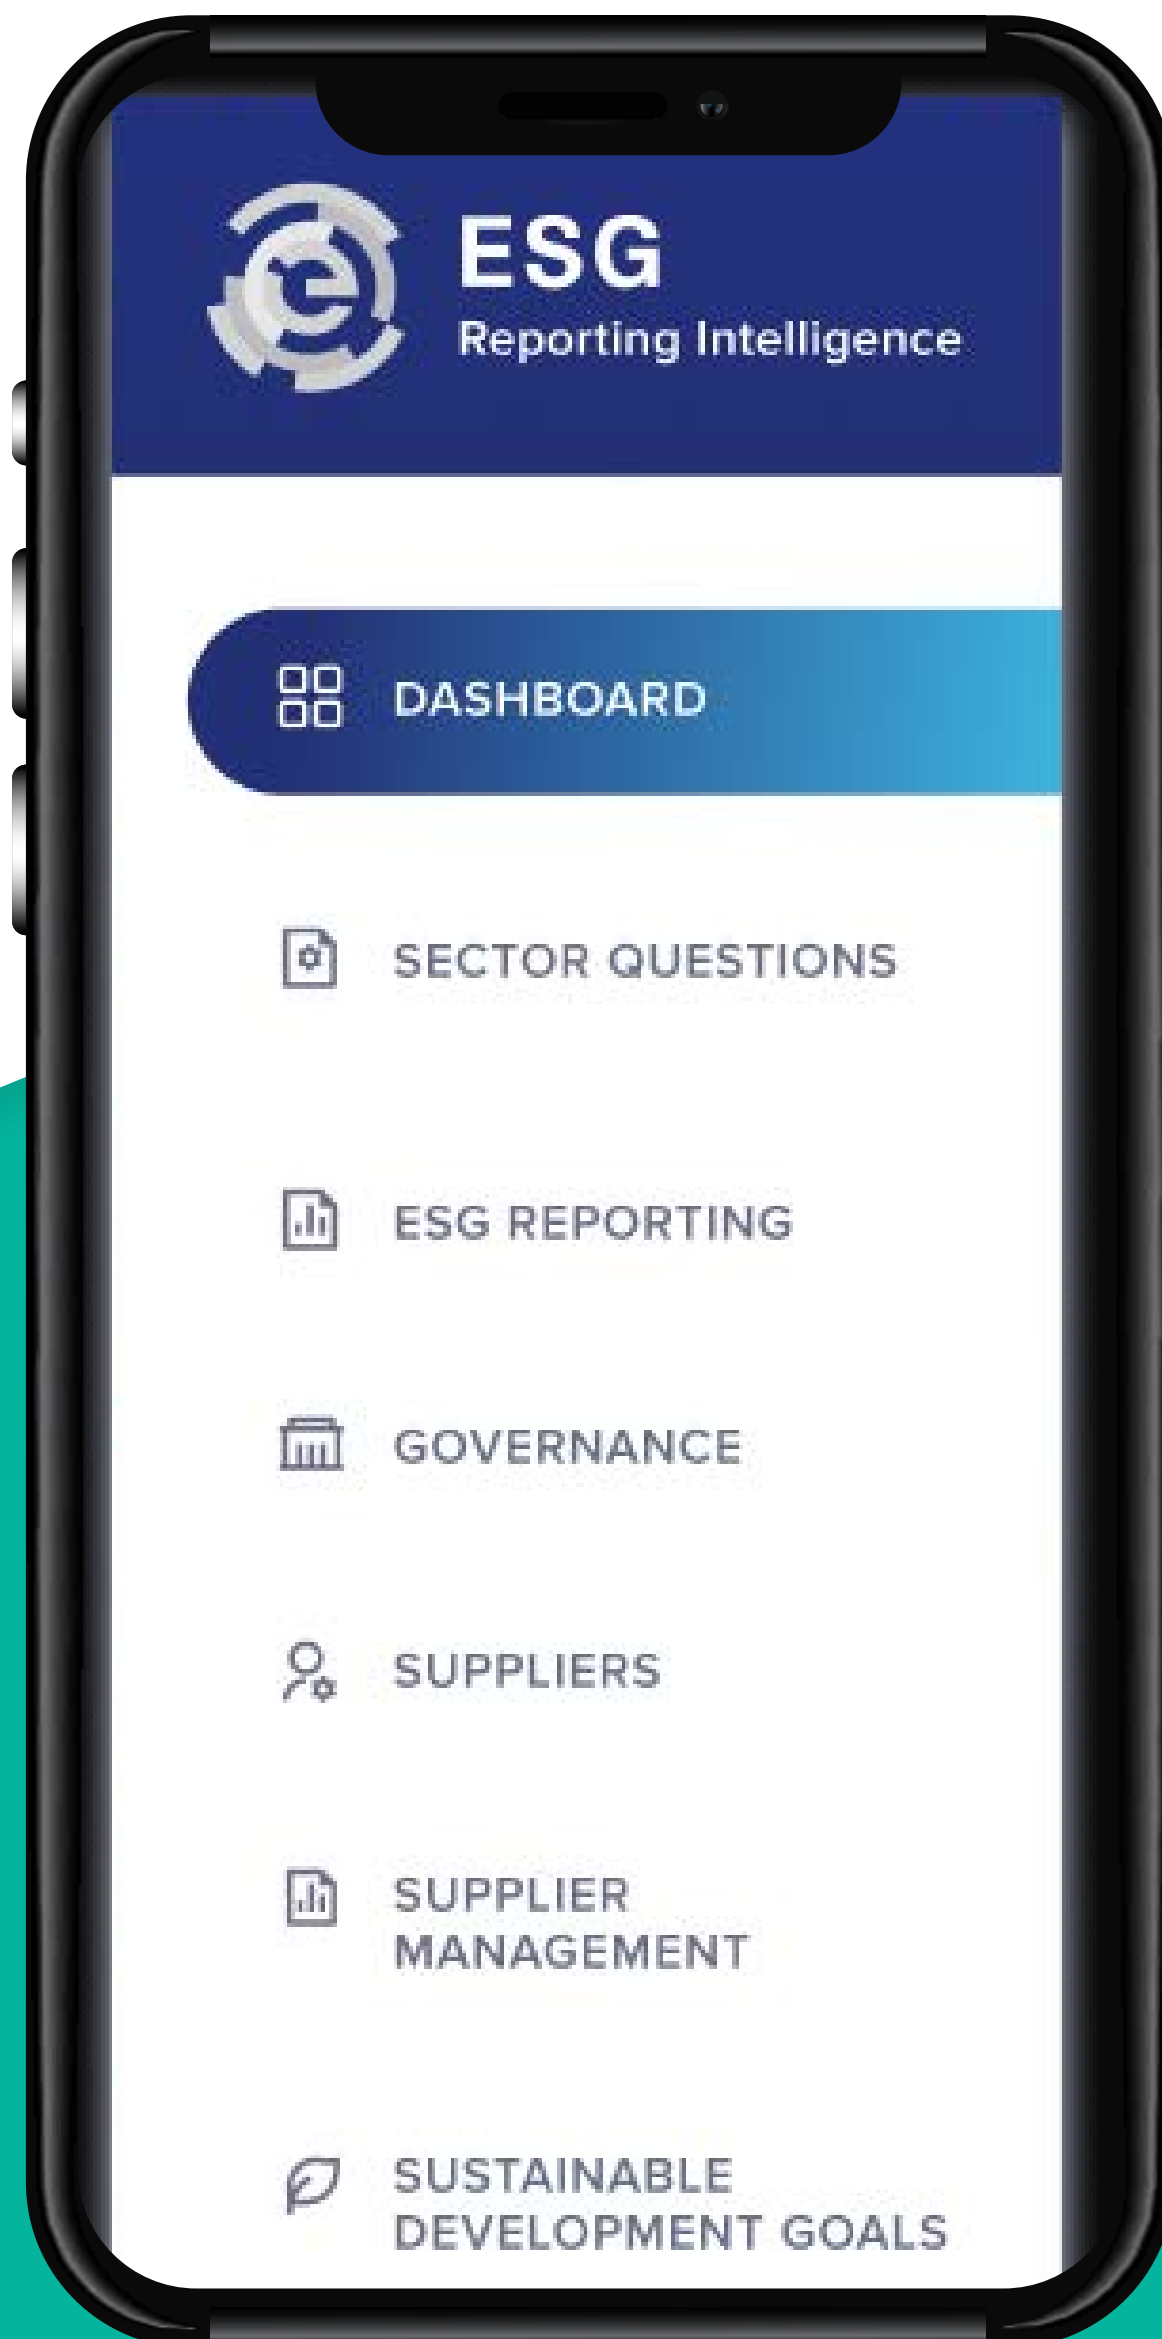 ESG
Reporting Intelligence
DASHBOARD
SECTOR QUESTIONS
ESG REPORTING
GOVERNANCE
SUPPLIERS
SUPPLIER
MANAGEMENT
SUSTAINABLE
DEVELOPMENT GOALS